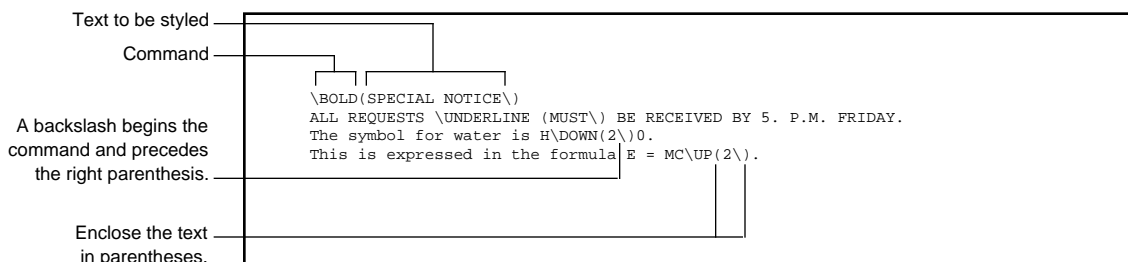 Text to be styled
Command
\BOLD(SPECIAL NOTICE\)
ALL REQUESTS \UNDERLINE (MUST\) BE RECEIVED BY 5. P.M. FRIDAY.
The symbol for water is H\DOWN(2\)0.
This is expressed in the formula E = MC\UP(2\).
A backslash begins the
command and precedes
the right parenthesis.
Enclose the text
in parentheses.